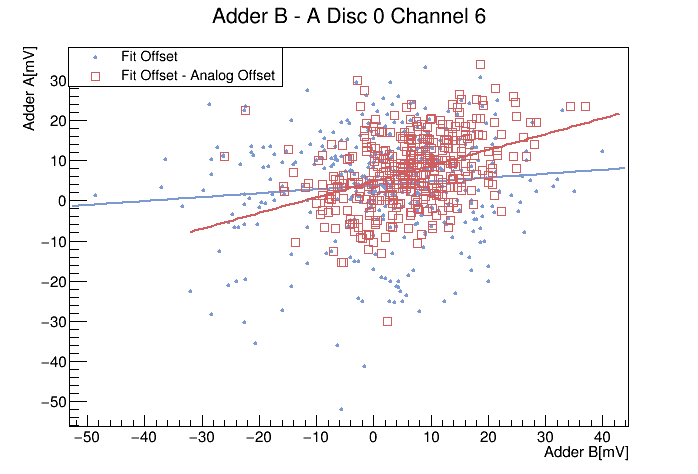 Adder B - A Disc 0 Channel 6
Adder A[mV]
Fit Offset
Fit Offset - Analog Offset
30
20
10
0
−10
−20
−30
−40
−50
−50 −40 −30 −20 −10 0 10 20 30 40
Adder B[mV]